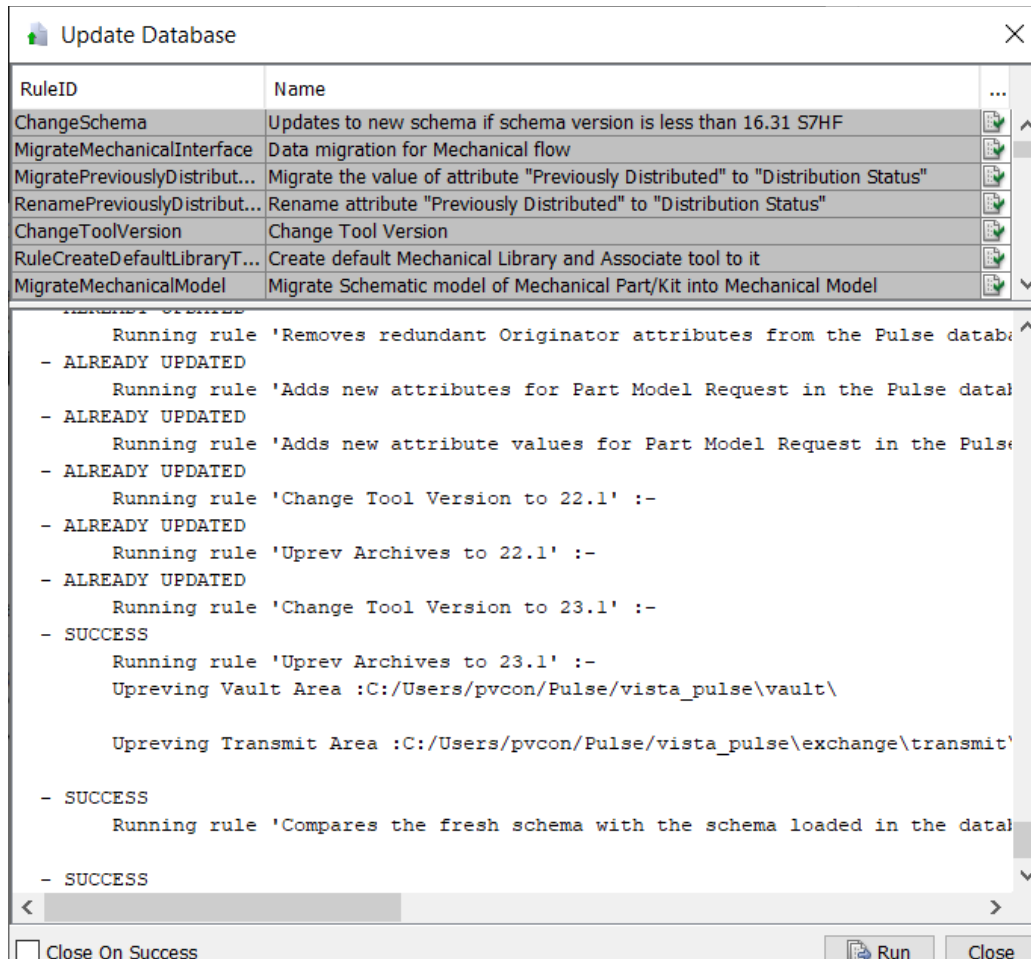 Update Database
RuleID Name ...
ChangeSchema Updates to new schema if schema version is less than 16.31 S7HF
MigrateMechanicalInterface Data migration for Mechanical flow
MigratePreviouslyDistribut... Migrate the value of attribute "Previously Distributed" to "Distribution Status"
RenamePreviouslyDistribut... Rename attribute "Previously Distributed" to "Distribution Status"
ChangeToolVersion Change Tool Version
RuleCreateDefaultLibraryT... Create default Mechanical Library and Associate tool to it
MigrateMechanicalModel Migrate Schematic model of Mechanical Part/Kit into Mechanical Model
- ALREADY UPDATED
Running rule 'Removes redundant Originator attributes from the Pulse databa
- ALREADY UPDATED
Running rule 'Adds new attributes for Part Model Request in the Pulse datab
- ALREADY UPDATED
Running rule 'Adds new attribute values for Part Model Request in the Pulse
- ALREADY UPDATED
Running rule 'Change Tool Version to 22.1' :-
- ALREADY UPDATED
Running rule 'Uprev Archives to 22.1' :-
- ALREADY UPDATED
Running rule 'Change Tool Version to 23.1' :-
- SUCCESS
Running rule 'Uprev Archives to 23.1' :-
Upreving Vault Area :C:/Users/pvcon/Pulse/vista_pulse\vault\
Upreving Transmit Area :C:/Users/pvcon/Pulse/vista_pulse\exchange\transmit\
- SUCCESS
Running rule 'Compares the fresh schema with the schema loaded in the datab
- SUCCESS
Close On Success Run Close